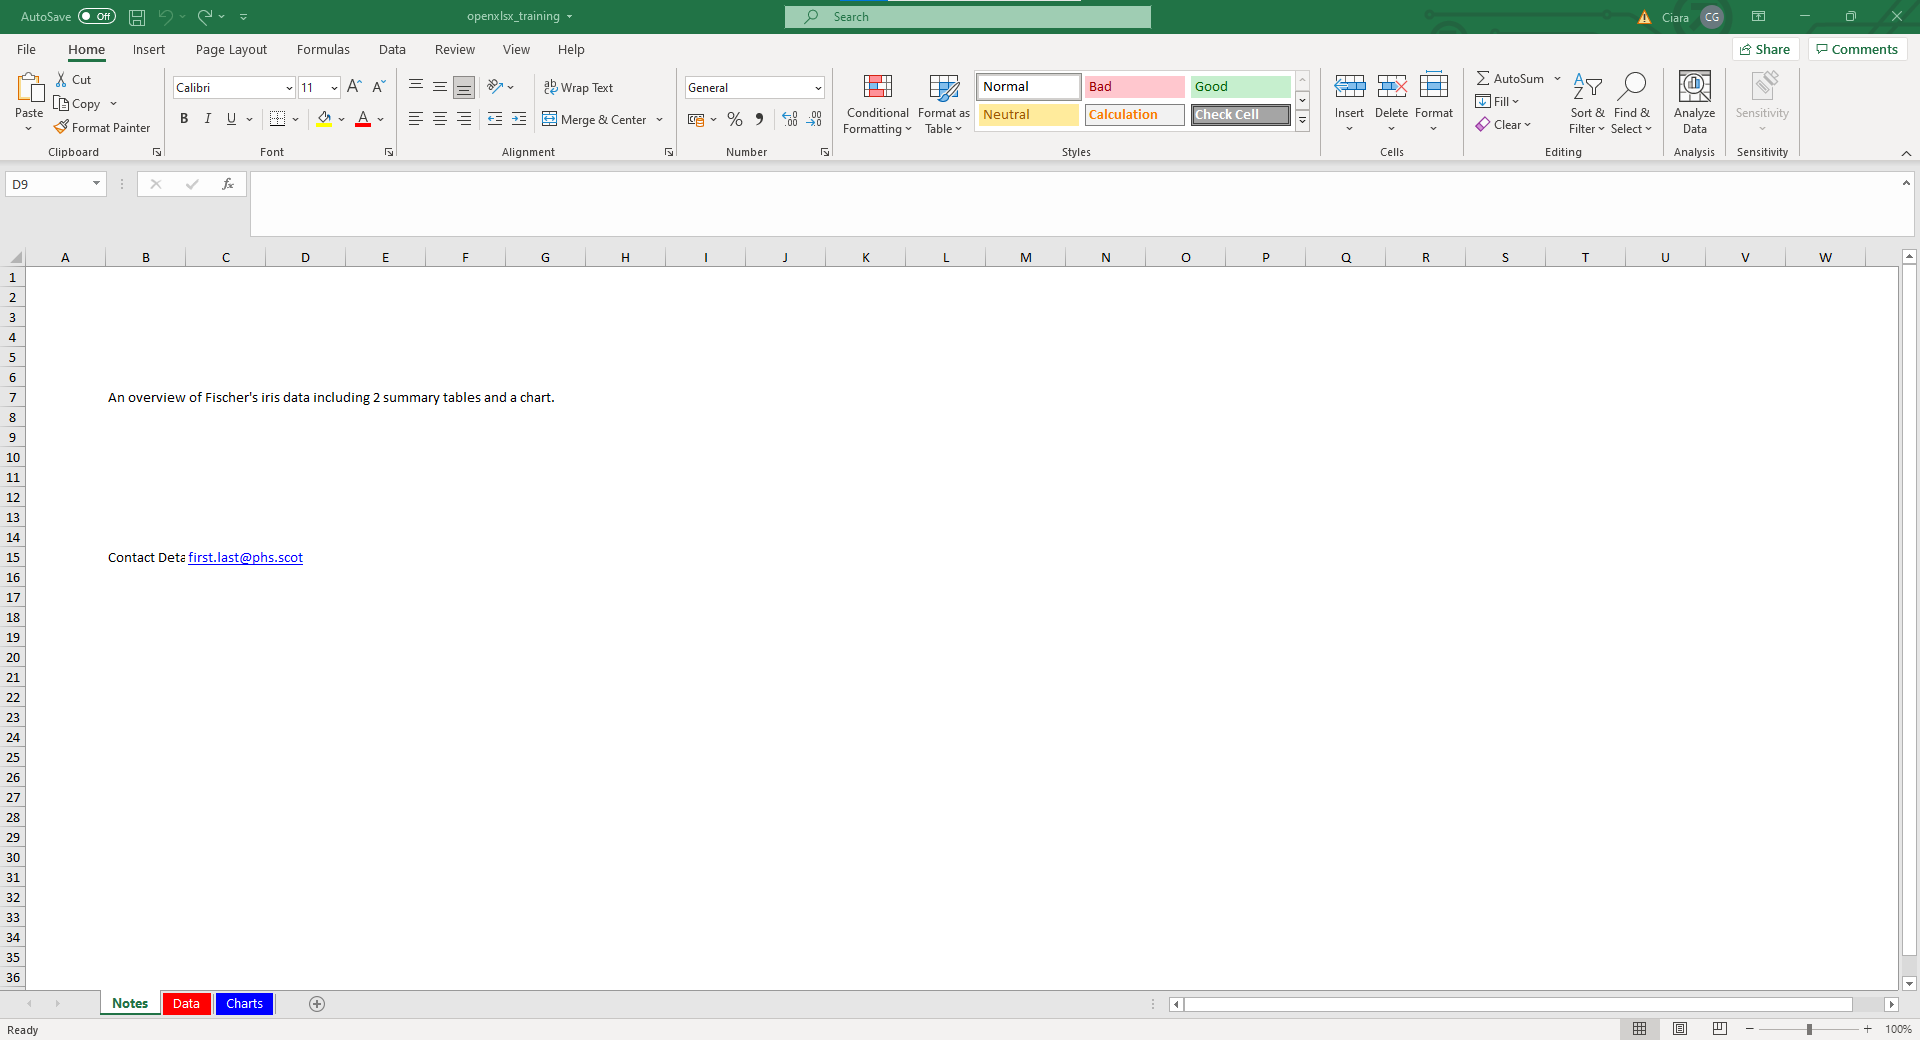 AutoSave Off openxlsx_training Search Ciara CG
File Home Insert Page Layout Formulas Data Review View Help Share Comments
Paste Cut Copy Format Painter Clipboard
Calibri 11 B I U A A A Font
ab Wrap Text Merge & Center Alignment
General % Number
Conditional Formatting Format as Table Normal Bad Good Neutral Calculation Check Cell Styles
Insert Delete Format Cells
AutoSum Fill Clear Sort & Filter Find & Select Editing
Analyze Data Analysis
Sensitivity Sensitivity
D9 fx
A B C D E F G H I J K L M N O P Q R S T U V W
1
2
3
4
5
6
7 An overview of Fischer's iris data including 2 summary tables and a chart.
8
9
10
11
12
13
14
15 Contact Deta first.last@phs.scot
16
17
18
19
20
21
22
23
24
25
26
27
28
29
30
31
32
33
34
35
36
Notes Data Charts
Ready 100%